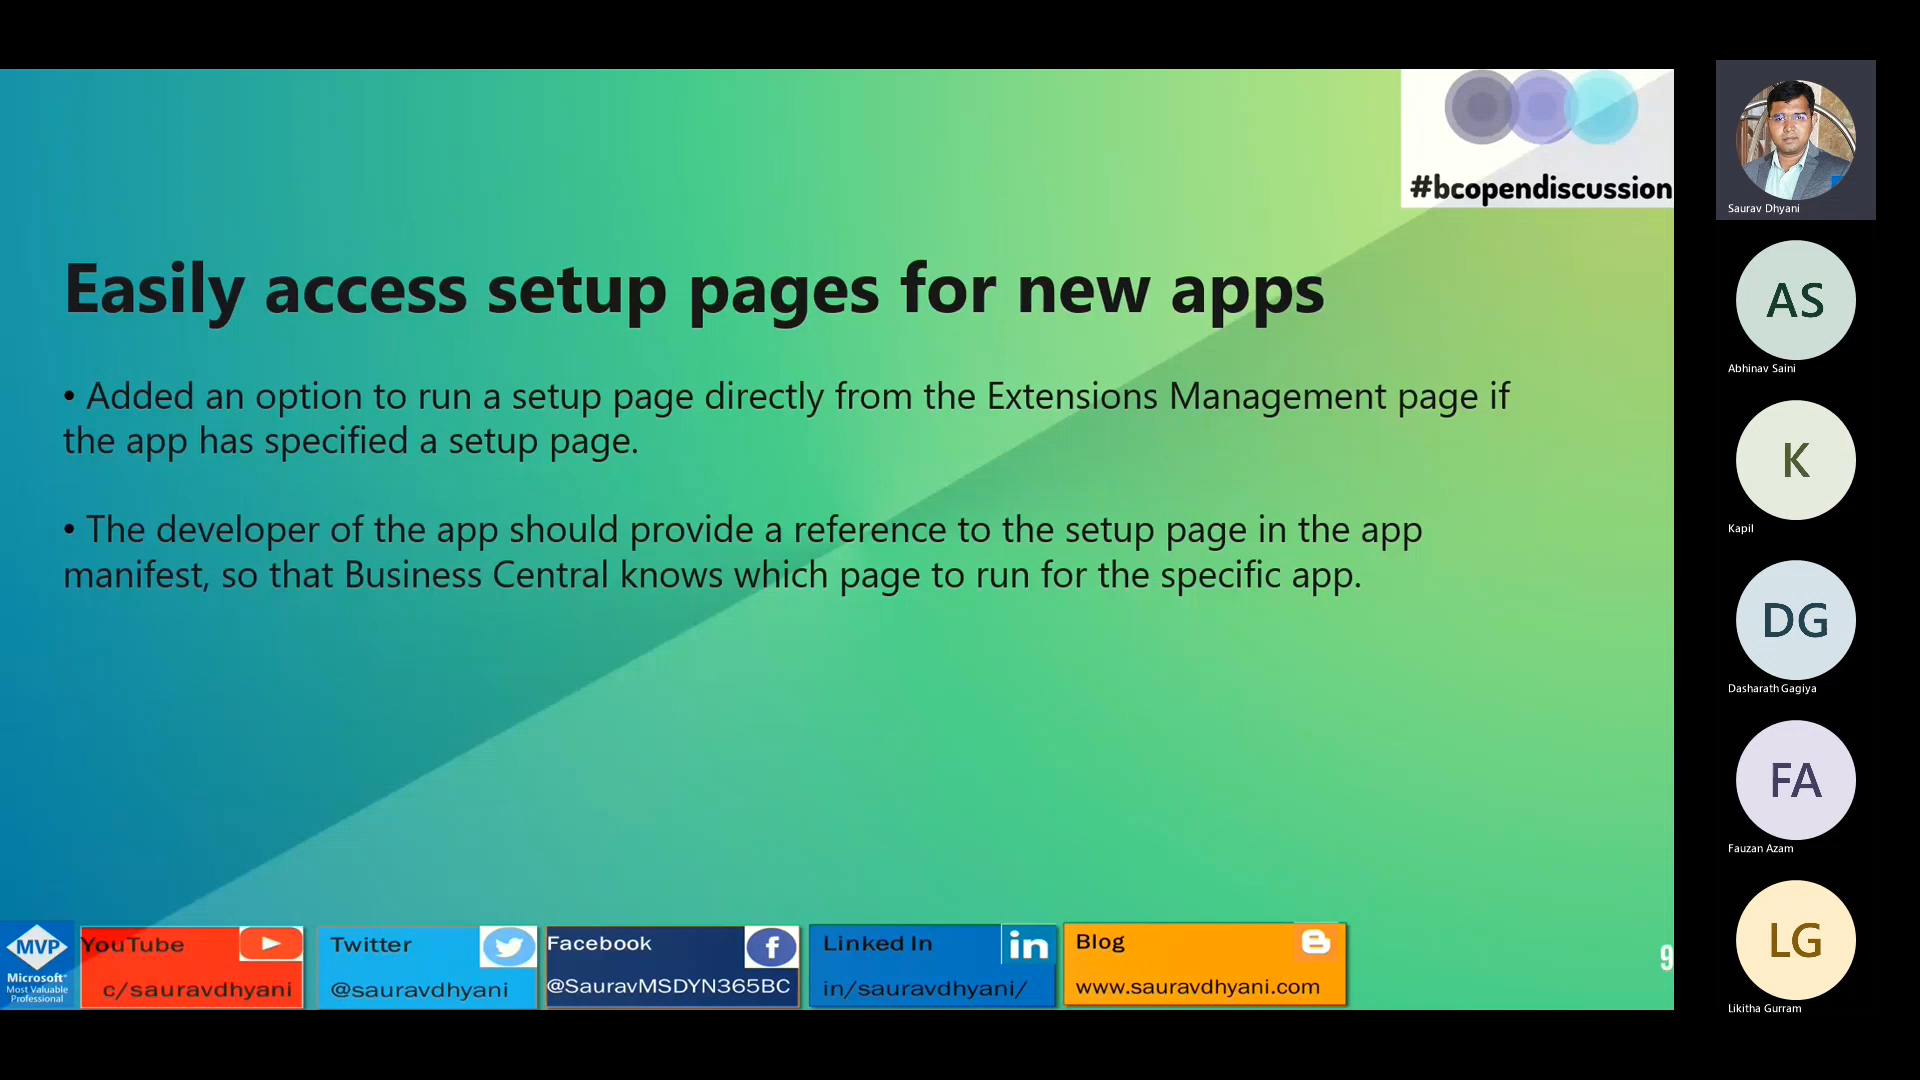 #bcopendiscussion
Easily access setup pages for new apps
• Added an option to run a setup page directly from the Extensions Management page if
the app has specified a setup page.
• The developer of the app should provide a reference to the setup page in the app
manifest, so that Business Central knows which page to run for the specific app.
MVP
Microsoft®
Most Valuable
Professional
YouTube
c/sauravdhyani
Twitter
@sauravdhyani
Facebook
@SauravMSDYN365BC
Linked In
in
in/sauravdhyani/
Blog
www.sauravdhyani.com
9
Saurav Dhyani
AS
Abhinav Saini
K
Kapil
DG
Dasharath Gagiya
FA
Fauzan Azam
LG
Likitha Gurram